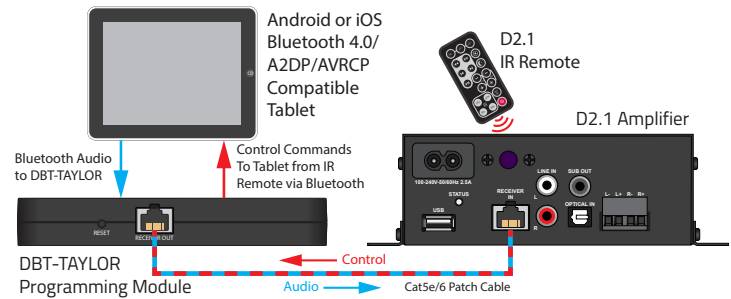 Android or iOS
Bluetooth 4.0/
A2DP/AVRCP
Compatible
Tablet
D2.1
IR Remote
D2.1 Amplifier
Bluetooth Audio
to DBT-TAYLOR
Control Commands
To Tablet from IR
Remote via Bluetooth
100-240V~50/60Hz 2.5A
STATUS
USB
RECEIVER
IN
LINE IN
L
R
SUB OUT
OPTICAL IN
L- L+ R- R+
RESET
RECEIVER OUT
DBT-TAYLOR
Programming Module
Control
Audio
Cat5e/6 Patch Cable